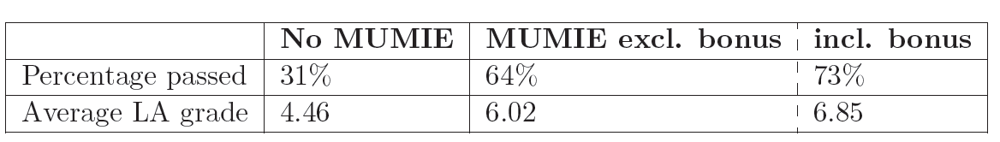 No MUMIE MUMIE excl. bonus incl. bonus
Percentage passed 31% 64% 73%
Average LA grade 4.46 6.02 6.85